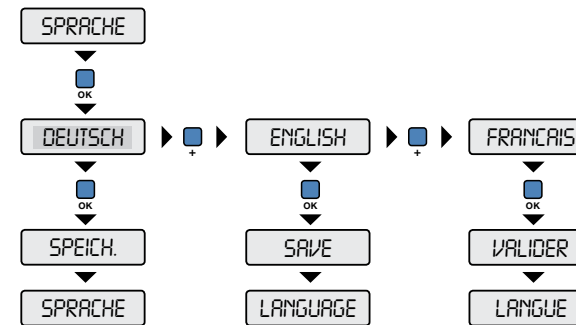 SPRACHE
OK
DEUTSCH + ENGLISH + FRANCAIS
OK OK OK
SPEICH. SAVE VALIDER
SPRACHE LANGUAGE LANGUE